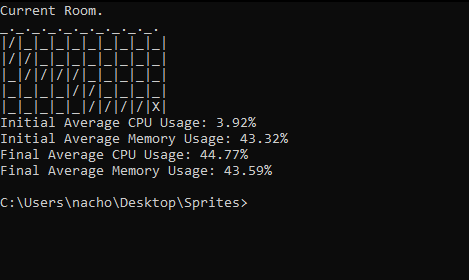 Current Room.
_._._._._._._._._._.
|/|_|_|_|_|_|_|_|_|_|
|/|/|_|_|_|_|_|_|_|_|
|_|/|/|/|/|_|_|_|_|_|
|_|_|_|_|/|/|_|_|_|_|
|_|_|_|_|_|/|/|/|/|X|
Initial Average CPU Usage: 3.92%
Initial Average Memory Usage: 43.32%
Final Average CPU Usage: 44.77%
Final Average Memory Usage: 43.59%
C:\Users\nacho\Desktop\Sprites>